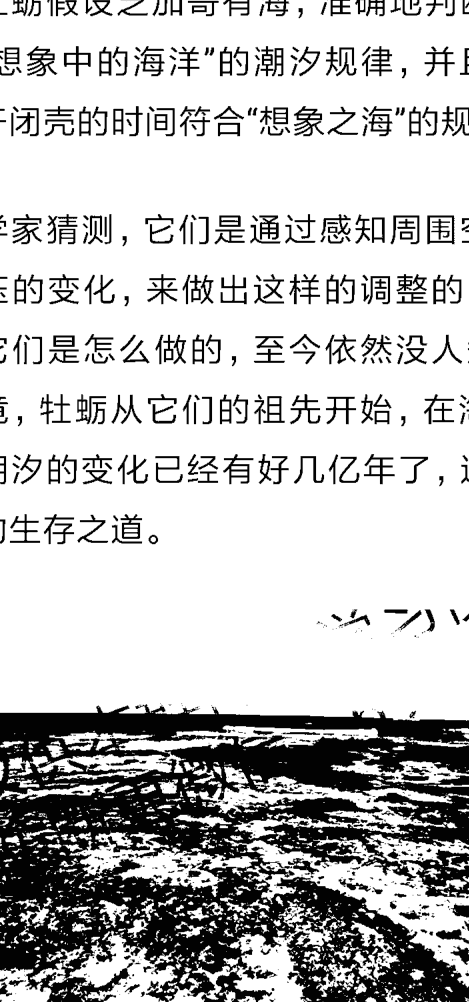 牡蛎假设芝加哥有海，准确地判断
想象中的海洋”的潮汐规律，并且
开闭壳的时间符合“想象之海”的规
学家猜测，它们是通过感知周围空
压的变化，来做出这样的调整的
它们是怎么做的，至今依然没人
竟，牡蛎从它们的祖先开始，在海
潮汐的变化已经有好几亿年了，这
的生存之道。